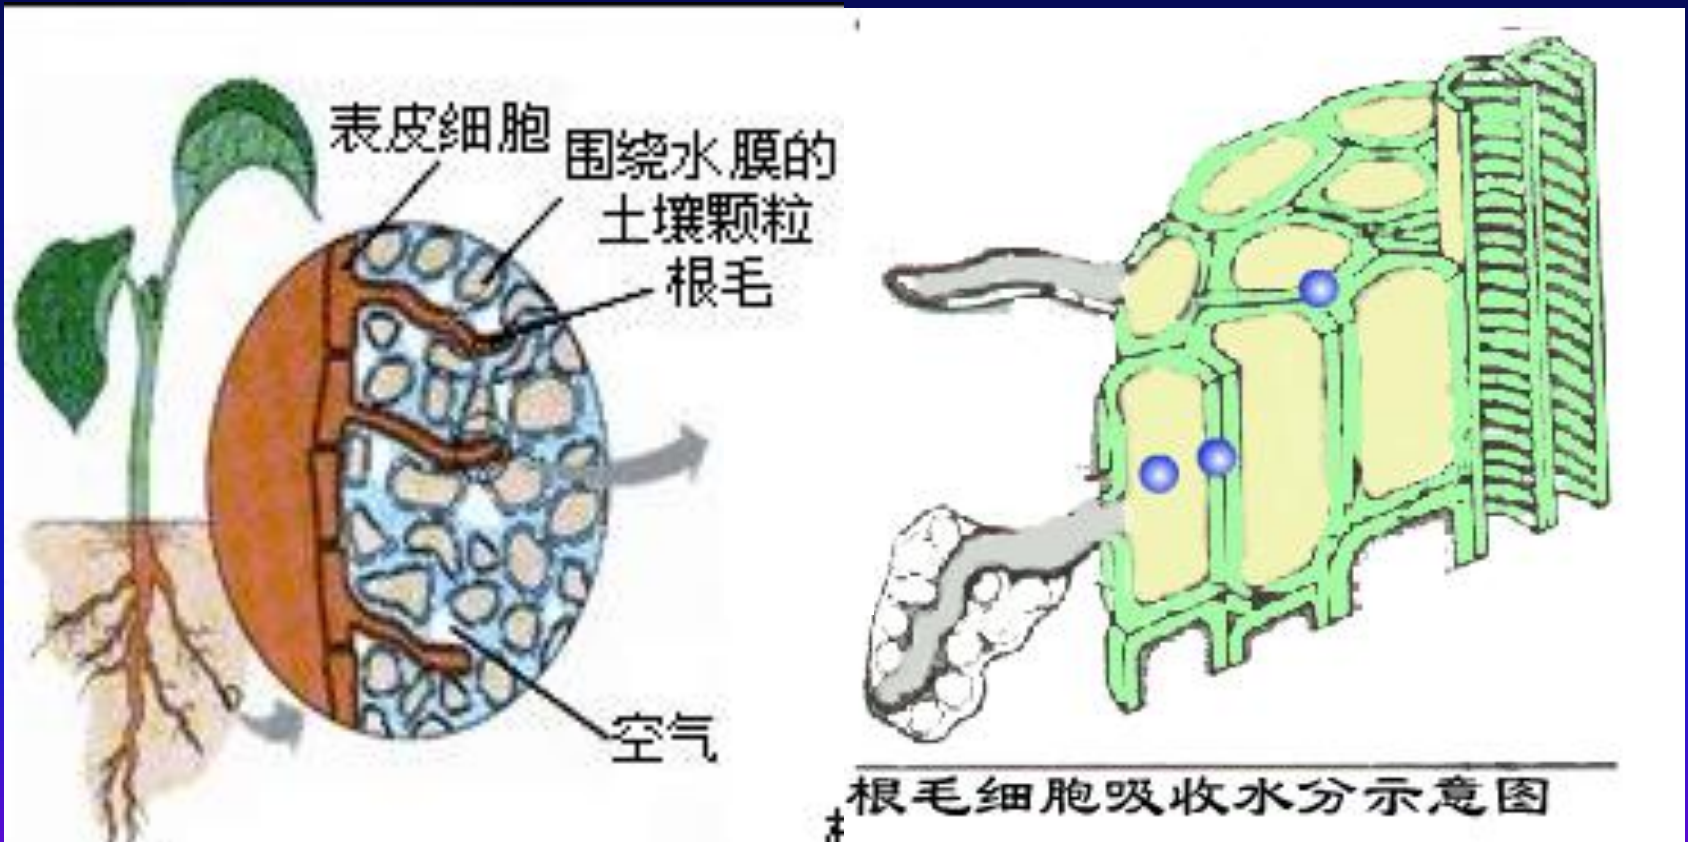 表皮细胞
围绕水膜的
土壤颗粒
根毛
空气
根毛细胞吸收水分示意图